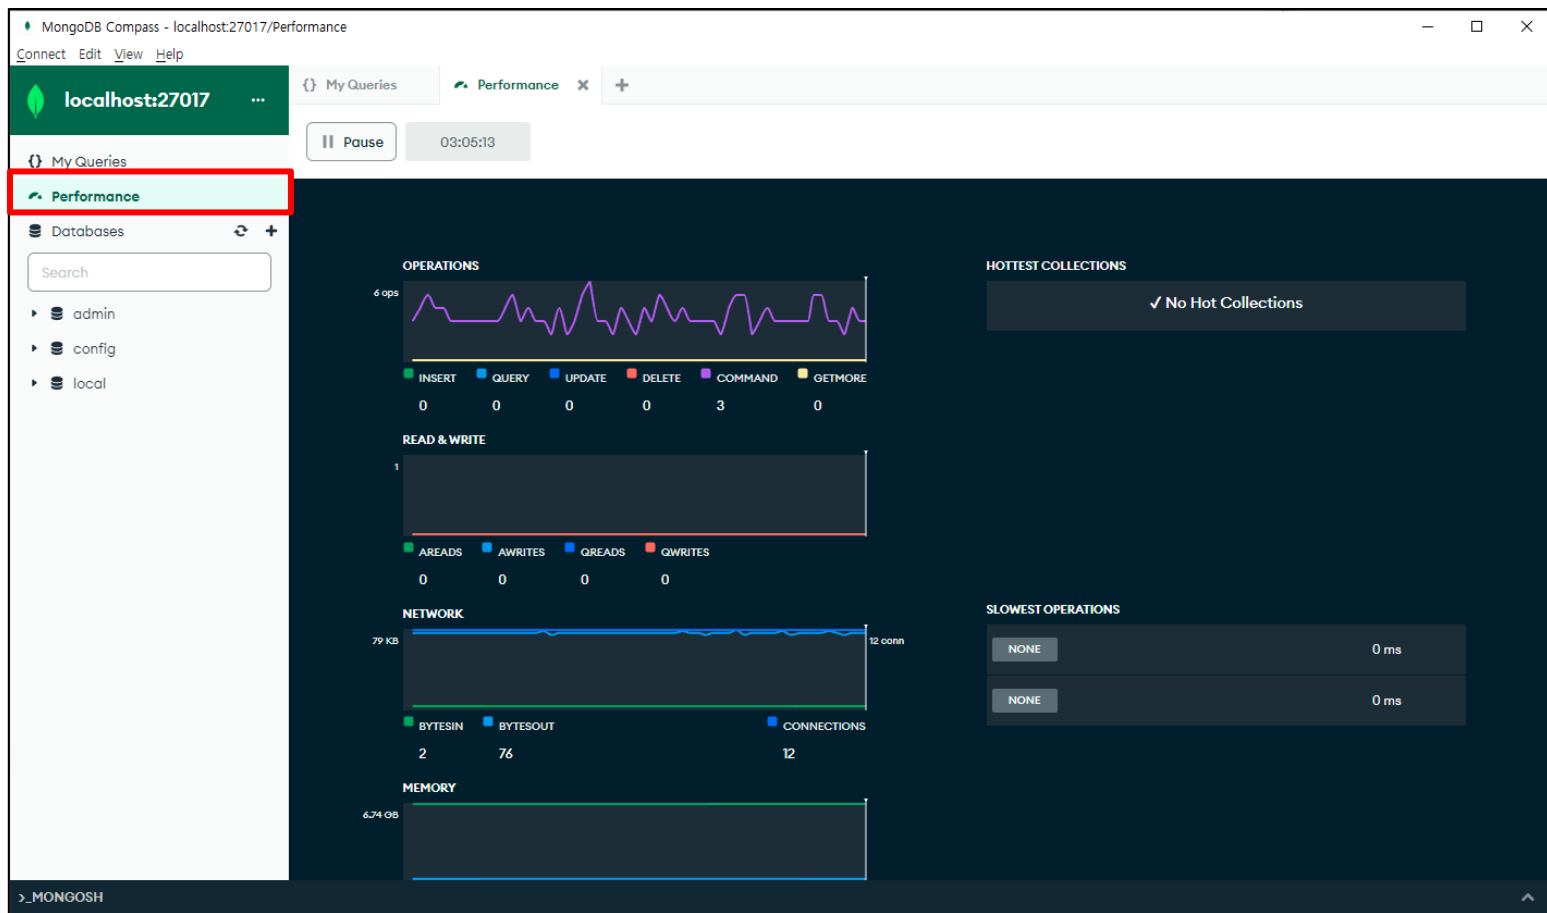 MongoDB Compass - localhost:27017/Performance
Connect Edit View Help
localhost:27017 ...
{} My Queries
Performance
Databases
Search
admin
config
local
{} My Queries
Performance
Pause
03:05:13
OPERATIONS
6 ops
INSERT QUERY UPDATE DELETE COMMAND GETMORE
0 0 0 0 3 0
READ & WRITE
1
AREADS AWRITES QREADS QWRITES
0 0 0 0
NETWORK
79 KB
12 conn
BYTESIN BYTESOUT CONNECTIONS
2 76 12
MEMORY
6.74 GB
HOTTEST COLLECTIONS
✓ No Hot Collections
SLOWEST OPERATIONS
NONE 0 ms
NONE 0 ms
>_MONGOSH